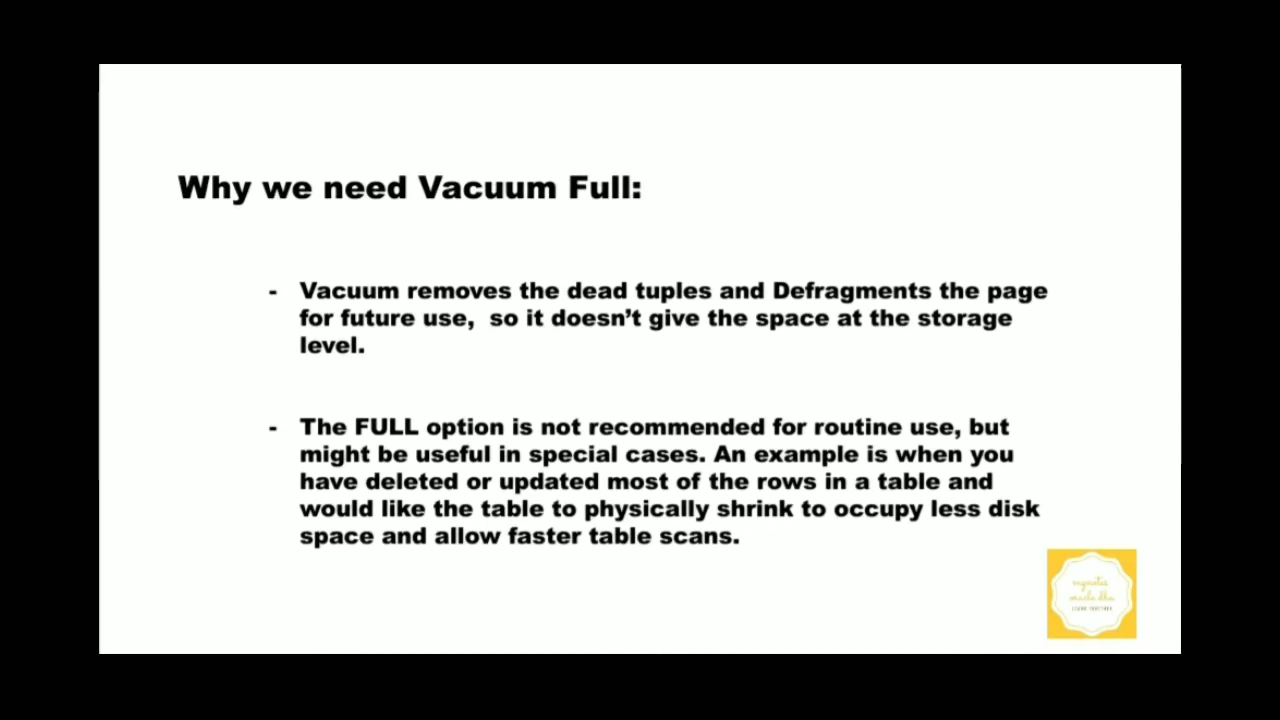 Why we need Vacuum Full:
- Vacuum removes the dead tuples and Defragments the page
for future use,  so it doesn’t give the space at the storage
level.
- The FULL option is not recommended for routine use, but
might be useful in special cases. An example is when you
have deleted or updated most of the rows in a table and
would like the table to physically shrink to occupy less disk
space and allow faster table scans.